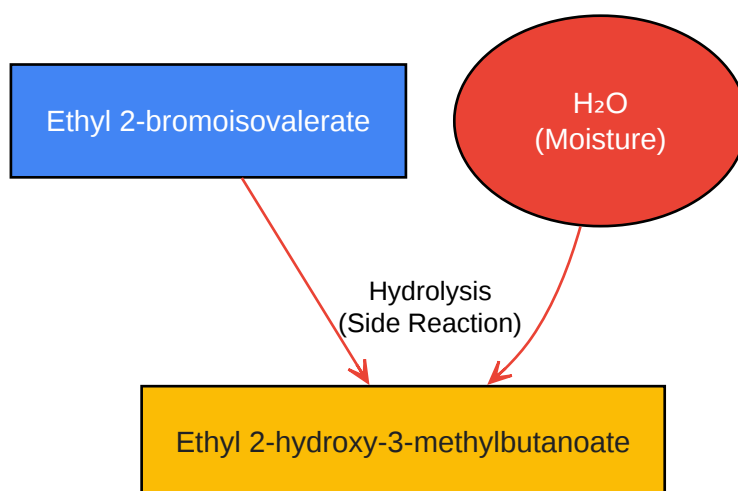 Ethyl 2-bromoisovalerate
H₂O
(Moisture)
Hydrolysis
(Side Reaction)
Ethyl 2-hydroxy-3-methylbutanoate